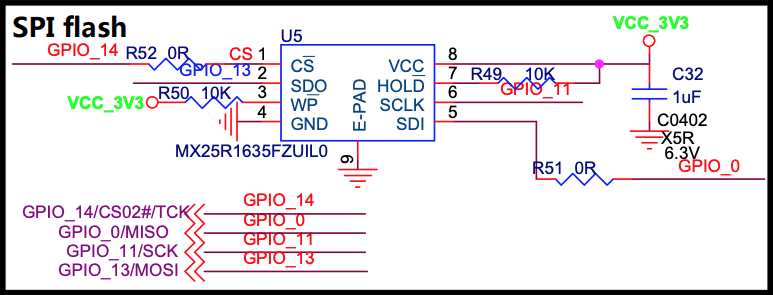 SPI flash
VCC_3V3
GPIO_14
R52 0R
CS
U5
GPIO_13
1 CS
2 SDO
3 WP
4 GND
E-PAD
9
VCC 8
HOLD 7
SCLK 6
SDI 5
R49 10K
GPIO_11
C32
1uF
C0402
X5R
6.3V
VCC_3V3
R50 10K
MX25R1635FZUIL0
R51 0R
GPIO_0
GPIO_14/CS02#/TCK GPIO_14
GPIO_0/MISO GPIO_0
GPIO_11/SCK GPIO_11
GPIO_13/MOSI GPIO_13